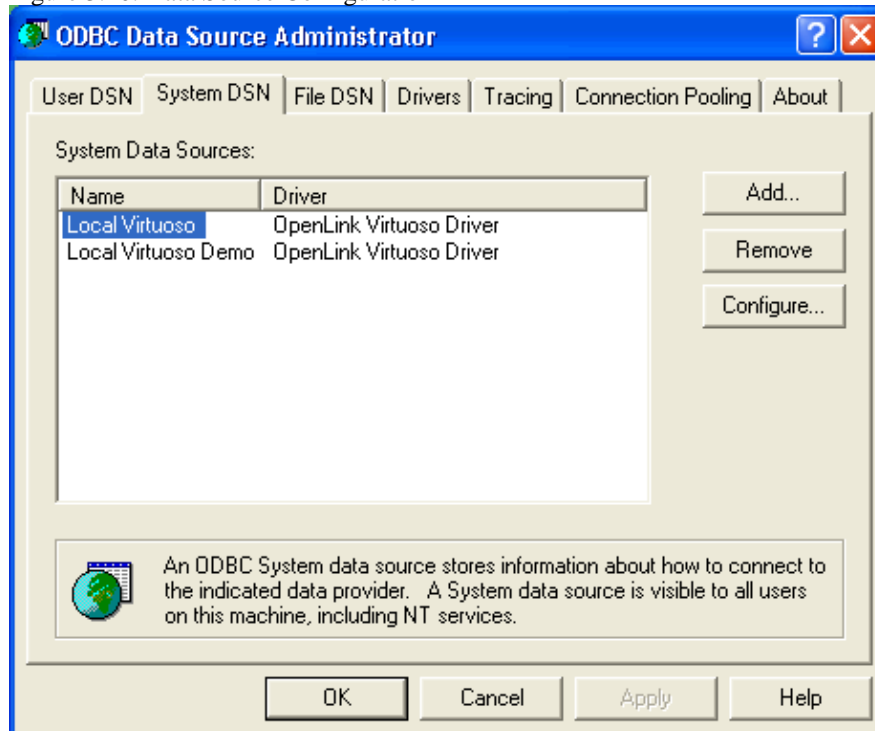 ODBC Data Source Administrator
User DSN System DSN File DSN Drivers Tracing Connection Pooling About
System Data Sources:
Name Driver
Local Virtuoso OpenLink Virtuoso Driver
Local Virtuoso Demo OpenLink Virtuoso Driver
Add...
Remove
Configure...
An ODBC System data source stores information about how to connect to
the indicated data provider. A System data source is visible to all users
on this machine, including NT services.
OK Cancel Apply Help